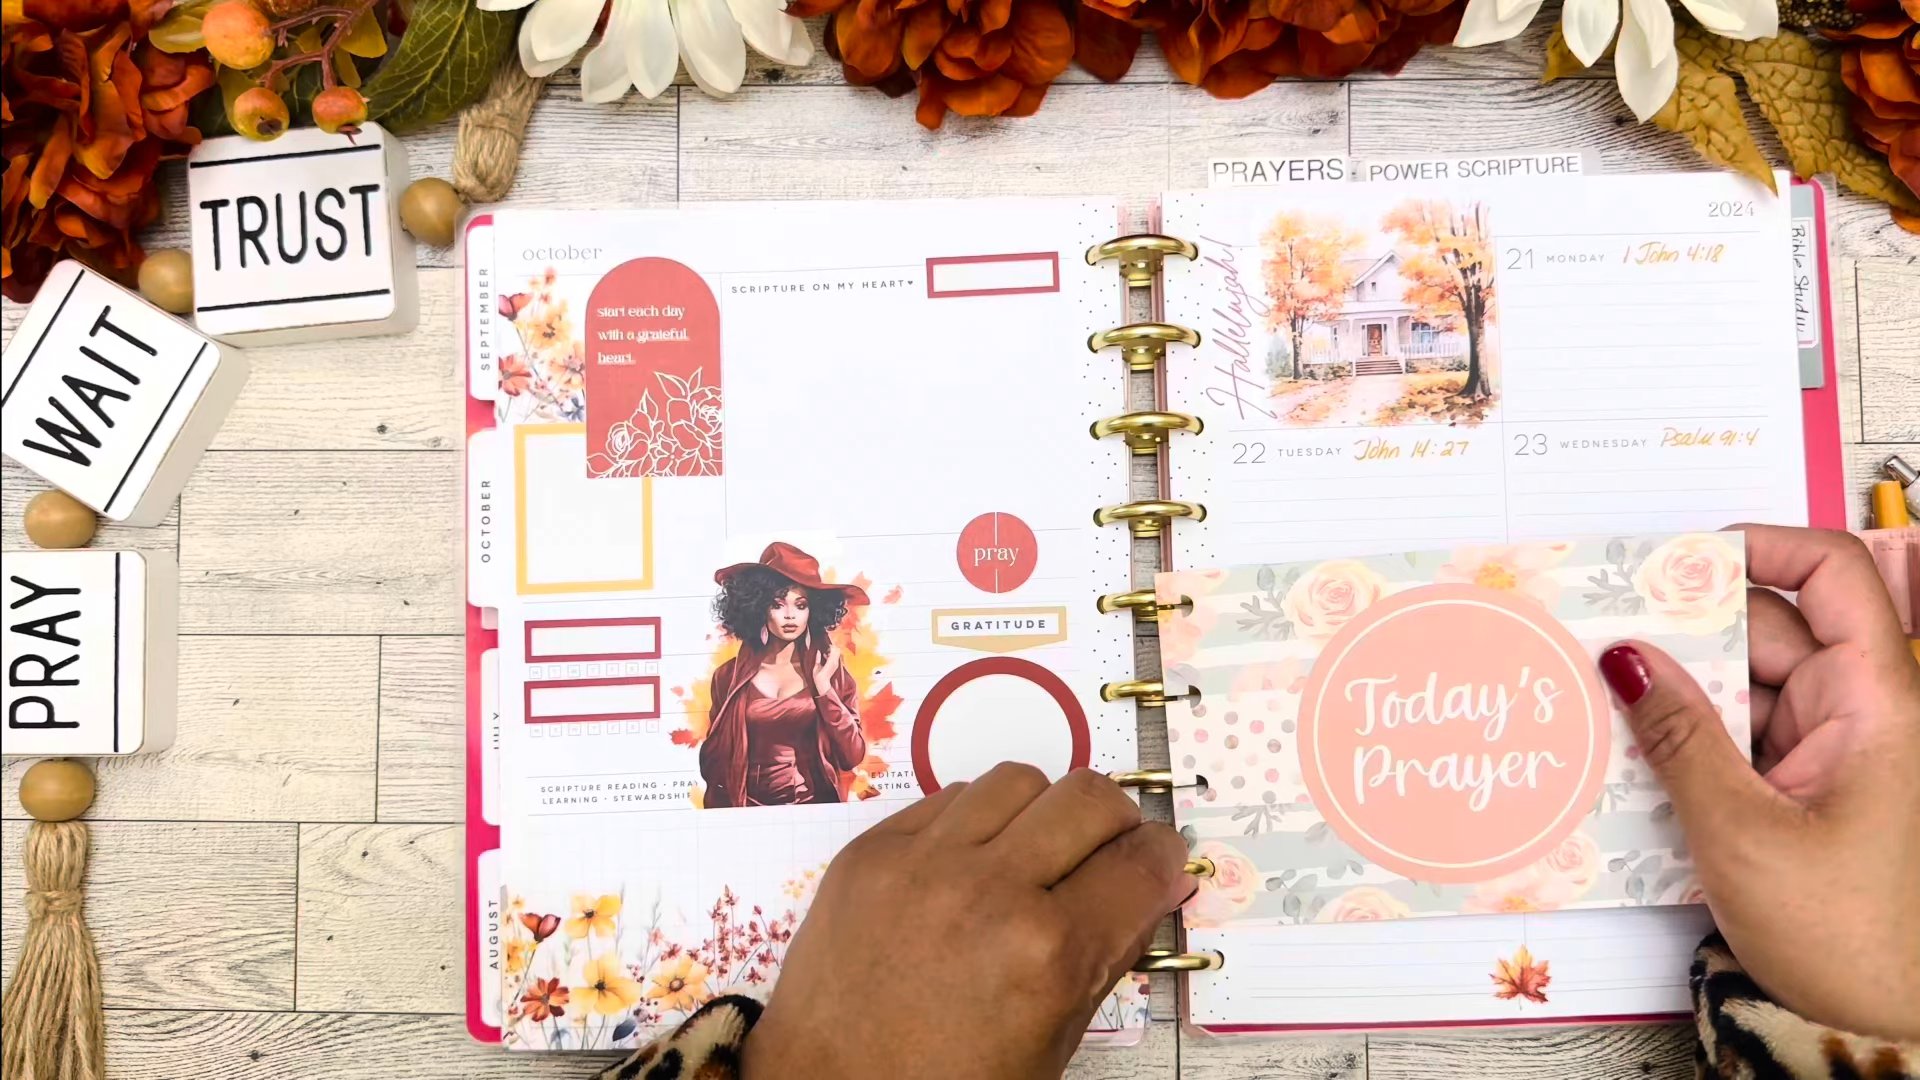 TRUST
WAIT
PRAY
SEPTEMBER
OCTOBER
AUGUST
october
start each day
with a grateful
heart.
SCRIPTURE ON MY HEART♥
pray
GRATITUDE
SCRIPTURE READING • PRA
LEARNING • STEWARDSHI
PRAYERS
POWER SCRIPTURE
2024
Hallelujah!
21 MONDAY 1 John 4:18
22 TUESDAY John 14:27
23 WEDNESDAY Psalm 91:4
Bible Study
Today's
Prayer